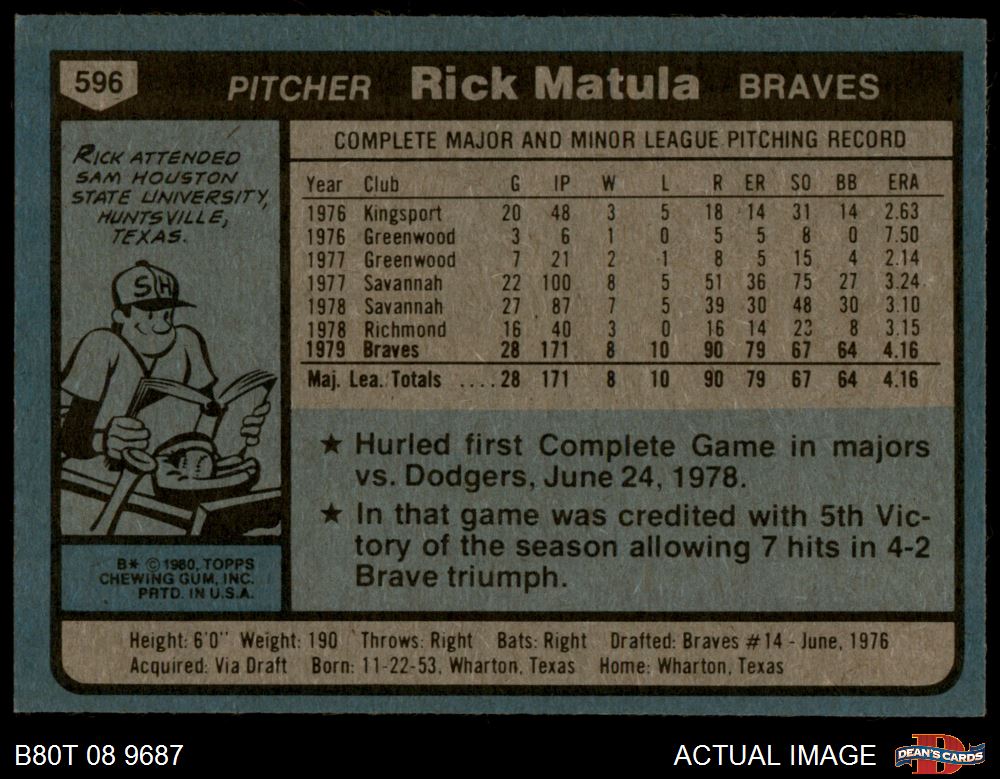 596 PITCHER Rick Matula BRAVES
RICK ATTENDED
SAM HOUSTON
STATE UNIVERSITY,
HUNTSVILLE,
TEXAS.
SH
B* © 1980, TOPPS
CHEWING GUM, INC.
PRTD. IN U.S.A.
COMPLETE MAJOR AND MINOR LEAGUE PITCHING RECORD
Year Club G IP W L R ER SO BB ERA
1976 Kingsport 20 48 3 5 18 14 31 14 2.63
1976 Greenwood 3 6 1 0 5 5 8 0 7.50
1977 Greenwood 7 21 2 1 8 5 15 4 2.14
1977 Savannah 22 100 8 5 51 36 75 27 3.24
1978 Savannah 27 87 7 5 39 30 48 30 3.10
1978 Richmond 16 40 3 0 16 14 23 8 3.15
1979 Braves 28 171 8 10 90 79 67 64 4.16
Maj. Lea. Totals ....28 171 8 10 90 79 67 64 4.16
★ Hurled first Complete Game in majors
vs. Dodgers, June 24, 1978.
★ In that game was credited with 5th Vic-
tory of the season allowing 7 hits in 4-2
Brave triumph.
Height: 6'0" Weight: 190 Throws: Right Bats: Right Drafted: Braves #14 - June, 1976
Acquired: Via Draft Born: 11-22-53, Wharton, Texas Home: Wharton, Texas
B80T 08 9687 ACTUAL IMAGE DEAN'S CARDS